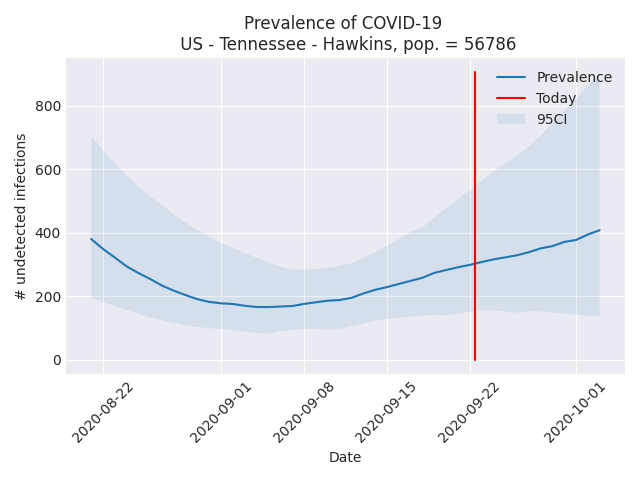 Prevalence of COVID-19
US - Tennessee - Hawkins, pop. = 56786
Prevalence
Today
95CI
# undetected infections
800
600
400
200
0
2020-08-22
2020-09-01
2020-09-08
2020-09-15
2020-09-22
2020-10-01
Date